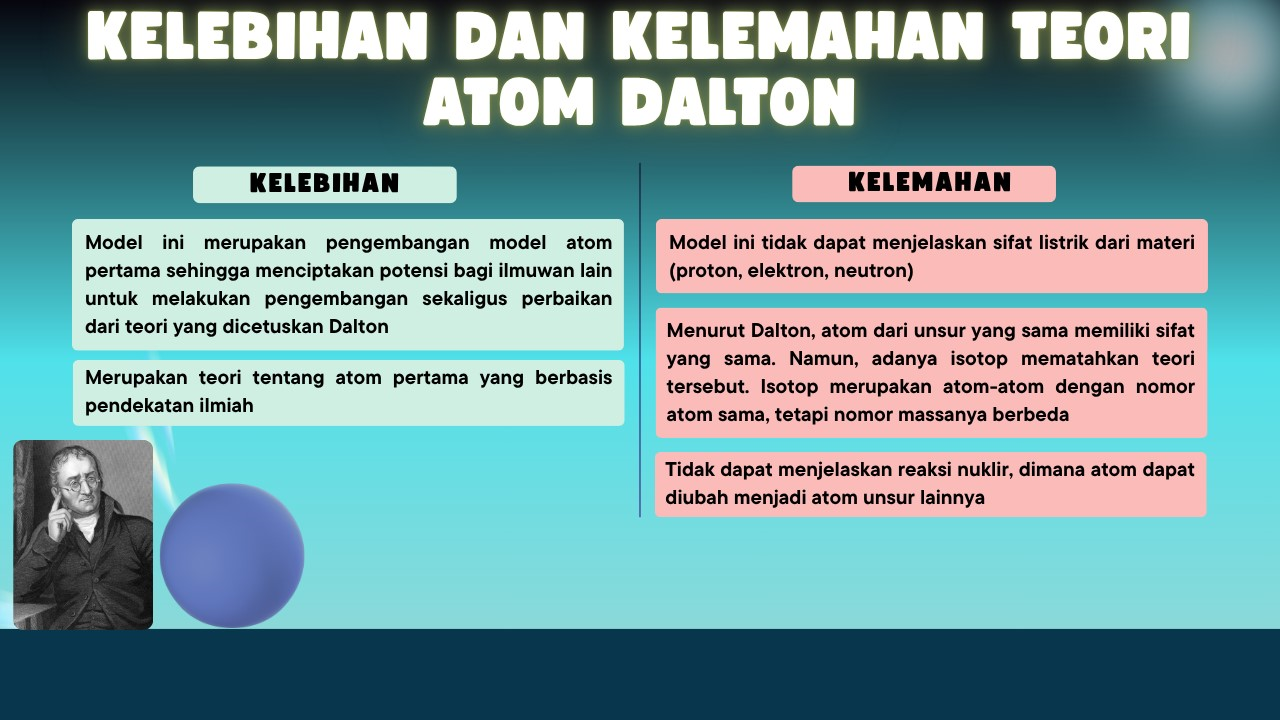 KELEBIHAN DAN KELEMAHAN TEORI
ATOM DALTON
KELEBIHAN
Model ini merupakan pengembangan model atom
pertama sehingga menciptakan potensi bagi ilmuwan lain
untuk melakukan pengembangan sekaligus perbaikan
dari teori yang dicetuskan Dalton
Merupakan teori tentang atom pertama yang berbasis
pendekatan ilmiah
KELEMAHAN
Model ini tidak dapat menjelaskan sifat listrik dari materi
(proton, elektron, neutron)
Menurut Dalton, atom dari unsur yang sama memiliki sifat
yang sama. Namun, adanya isotop mematahkan teori
tersebut. Isotop merupakan atom-atom dengan nomor
atom sama, tetapi nomor massanya berbeda
Tidak dapat menjelaskan reaksi nuklir, dimana atom dapat
diubah menjadi atom unsur lainnya